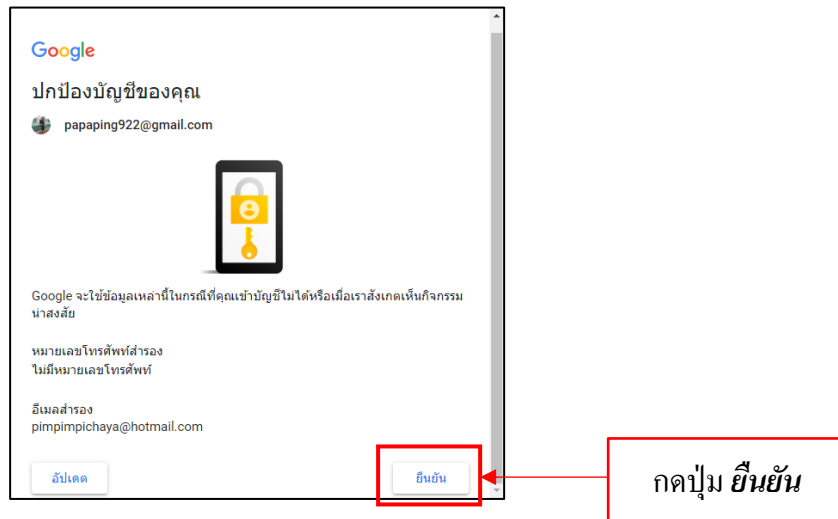 Google
ปกป้องบัญชีของคุณ
papaping922@gmail.com
Google จะใช้ข้อมูลเหล่านี้ในกรณีที่คุณเข้าบัญชีไม่ได้หรือเมื่อเราสังเกตเห็นกิจกรรม
น่าสงสัย
หมายเลขโทรศัพท์สำรอง
ไม่มีหมายเลขโทรศัพท์
อีเมลสำรอง
pimpimpichaya@hotmail.com
อัปเดต
ยืนยัน
กดปุ่ม ยืนยัน